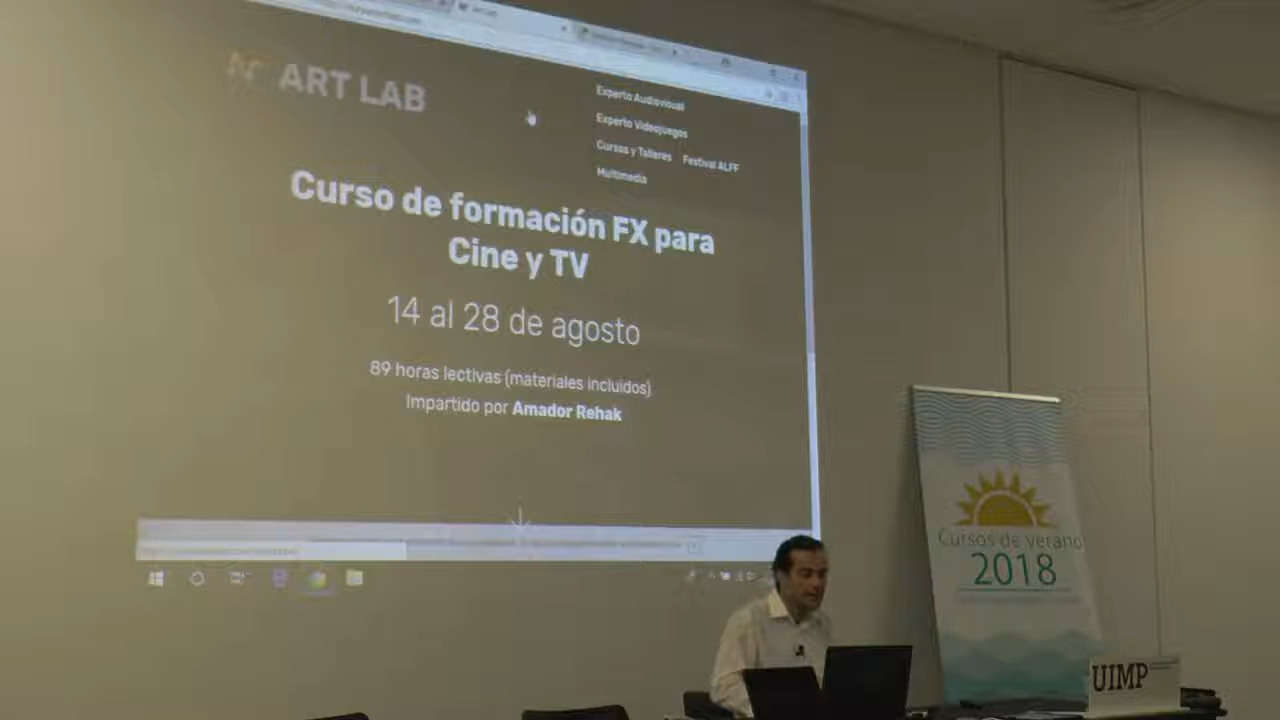 ART LAB
Experto Audiovisual
Experto Videojuegos
Cursos y Talleres Festival ALFF
Multimedia
Curso de formación FX para
Cine y TV
14 al 28 de agosto
89 horas lectivas (materiales incluidos)
Impartido por Amador Rehak
Cursos de verano
2018
UIMP